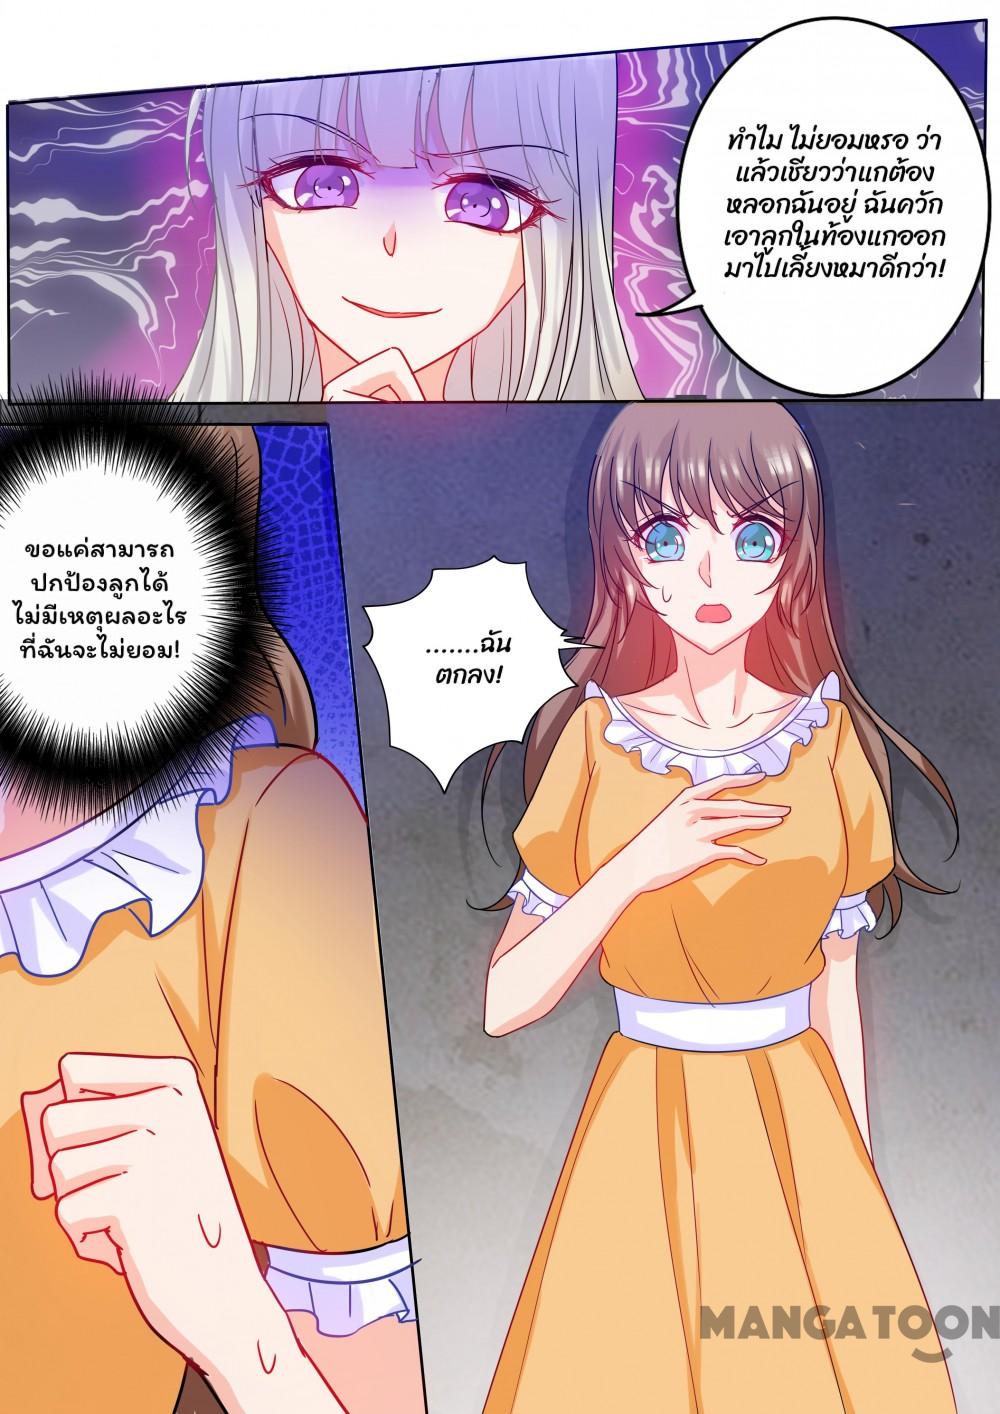 ทำไม ไม่ยอมหรอ ว่า
แล้วเชียวว่าแกต้อง
หลอกฉันอยู่ ฉันควัก
เอาลูกในท้องแกออก
มาไปเลี้ยงหมาดีกว่า!
ขอแค่สามารถ
ปกป้องลูกได้
ไม่มีเหตุผลอะไร
ที่ฉันจะไม่ยอม!
.......ฉัน
ตกลง!
MANGATOON